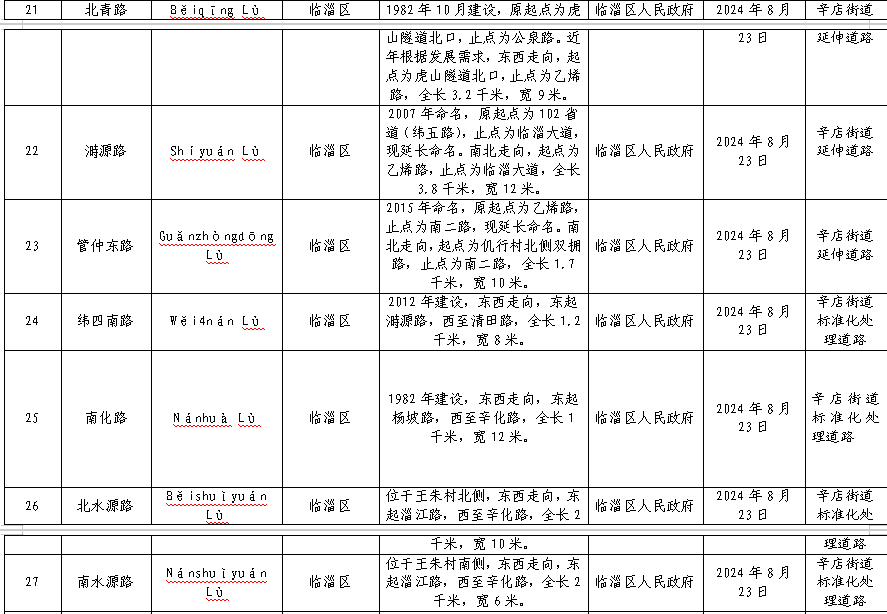 21 北青路 Běiqīng Lù 临淄区 1982 年 10 月建设，原起点为虎 临淄区人民政府 2024 年 8 月 辛店街道
山隧道北口，止点为公泉路。近 23 日 延伸道路
年根据发展需求，东西走向，起
点为虎山隧道北口，止点为乙烯
路，全长 3.2 千米，宽 9 米。
22 溡源路 Shíyuán Lù 临淄区 2007 年命名，原起点为 102 省道（纬五路），止点为临淄大道，现延长命名。南北走向，起点为乙烯路，止点为临淄大道，全长 3.8 千米，宽 12 米。 临淄区人民政府 2024 年 8 月 23 日 辛店街道延伸道路
23 管仲东路 Guǎnzhòngdōng Lù 临淄区 2015 年命名，原起点为乙烯路，止点为南二路，现延长命名。南北走向，起点为仉行村北侧双拥路，止点为南二路，全长 1.7 千米，宽 10 米。 临淄区人民政府 2024 年 8 月 23 日 辛店街道延伸道路
24 纬四南路 Wěi4nán Lù 临淄区 2012 年建设，东西走向，东起溡源路，西至清田路，全长 1.2 千米，宽 8 米。 临淄区人民政府 2024 年 8 月 23 日 辛店街道标准化处理道路
25 南化路 Nánhuà Lù 临淄区 1982 年建设，东西走向，东起杨坡路，西至辛化路，全长 1 千米，宽 12 米。 临淄区人民政府 2024 年 8 月 23 日 辛店街道标准化处理道路
26 北水源路 Běishuǐyuán Lù 临淄区 位于王朱村北侧，东西走向，东起淄江路，西至辛化路，全长 2 临淄区人民政府 2024 年 8 月 23 日 辛店街道标准化处
千米，宽 10 米。 理道路
27 南水源路 Nánshuǐyuán Lù 临淄区 位于王朱村南侧，东西走向，东起淄江路，西至辛化路，全长 2 千米，宽 6 米。 临淄区人民政府 2024 年 8 月 23 日 辛店街道标准化处理道路